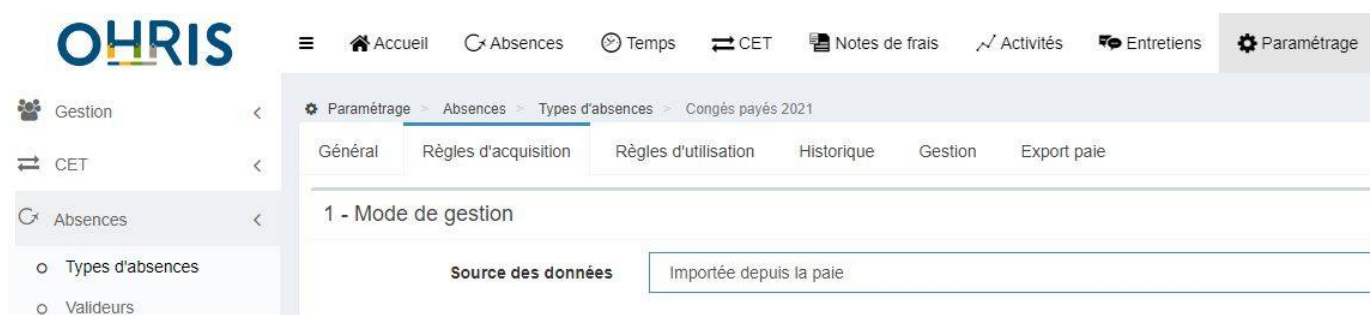 OHRIS
Accueil Absences Temps CET Notes de frais Activités Entretiens Paramétrage
Gestion
CET
Absences
Types d'absences
Valideurs
Paramétrage > Absences > Types d'absences > Congés payés 2021
Général Règles d'acquisition Règles d'utilisation Historique Gestion Export paie
1 - Mode de gestion
Source des données Importée depuis la paie